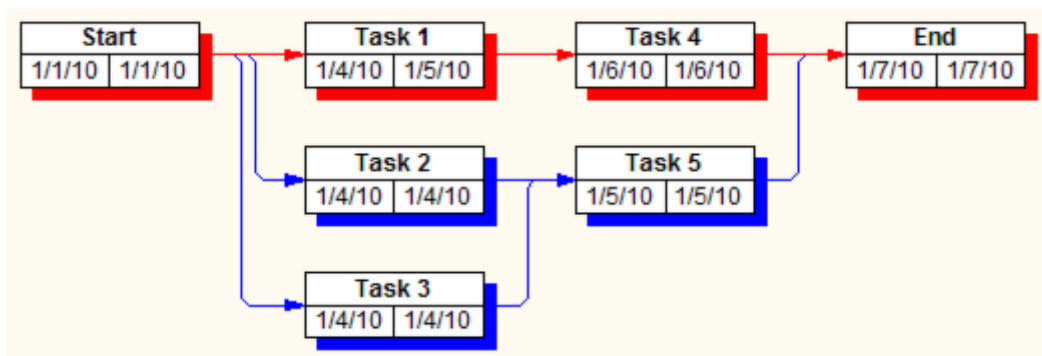 Start
1/1/10 1/1/10
Task 1
1/4/10 1/5/10
Task 4
1/6/10 1/6/10
End
1/7/10 1/7/10
Task 2
1/4/10 1/4/10
Task 5
1/5/10 1/5/10
Task 3
1/4/10 1/4/10